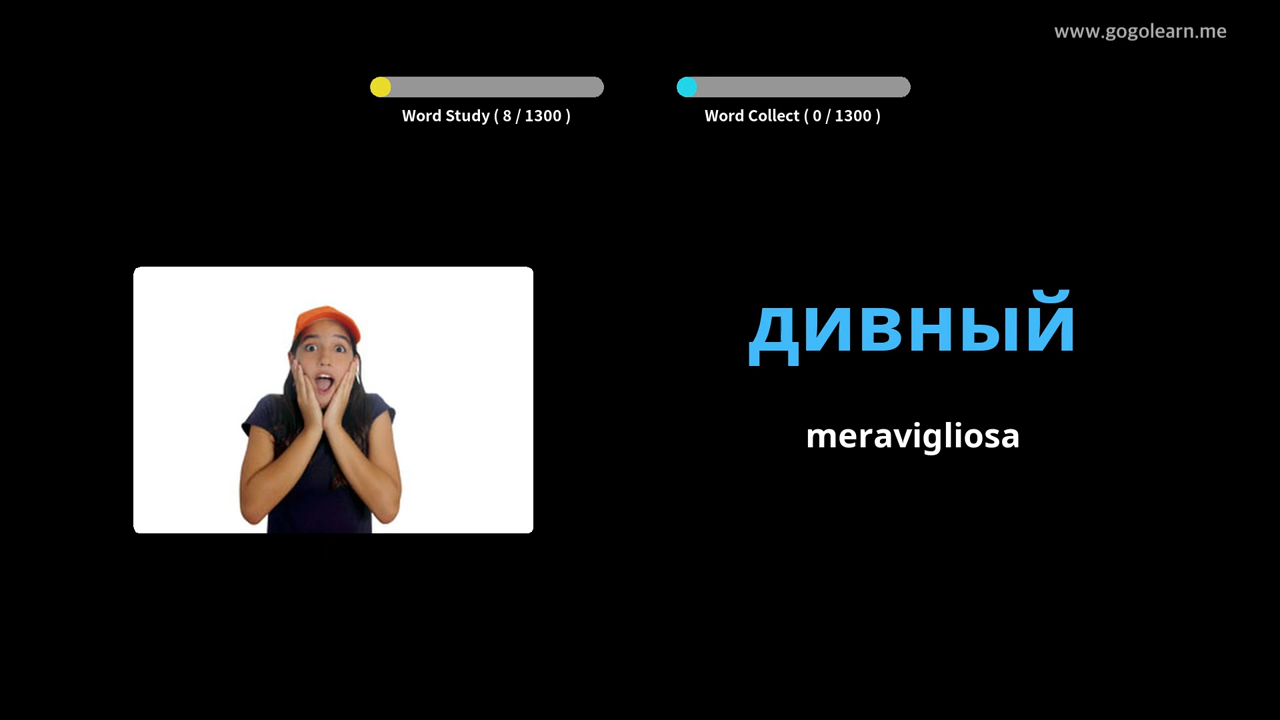 www.gogolearn.me
Word Study ( 8 / 1300 )
Word Collect ( 0 / 1300 )
дивный
meravigliosa